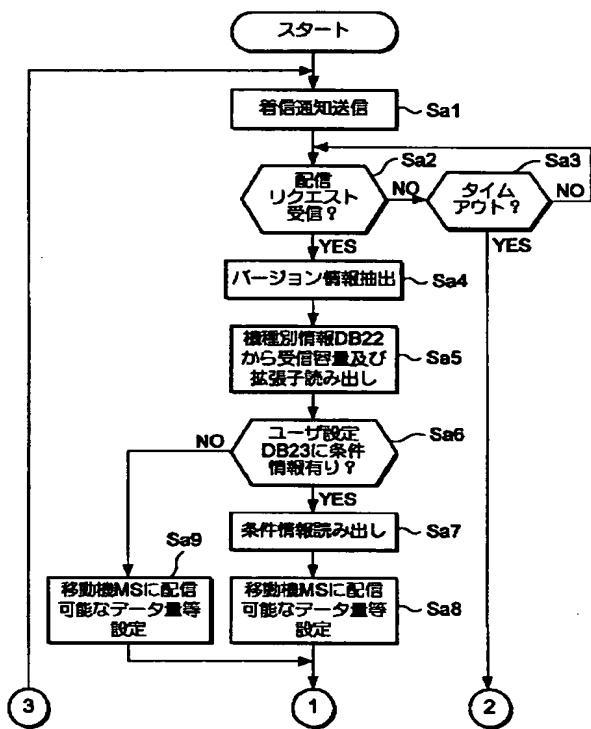 スタート
着信通知送信
Sa1
配信
リクエスト
受信?
Sa2
NO
タイム
アウト?
Sa3
NO
YES
YES
バージョン情報抽出
Sa4
機種別情報DB22
から受信容量及び
拡張子読み出し
Sa5
ユーザ設定
DB23に条件
情報有り?
Sa6
NO
YES
条件情報読み出し
Sa7
移動機MSに配信
可能なデータ量等
設定
Sa9
移動機MSに配信
可能なデータ量等
設定
Sa8
3
1
2